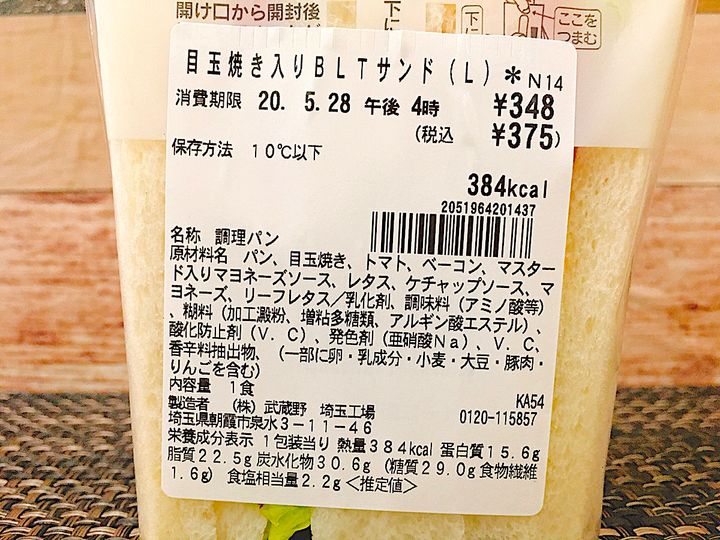 開け口から開封後
下に
下に
ここを
つまむ
目玉焼き入りBLTサンド(L)* N14
消費期限 20. 5.28 午後 4時 ¥348
(税込 ¥375)
保存方法 10℃以下
384kcal
2051964201437
名称 調理パン
原材料名 パン、目玉焼き、トマト、ベーコン、マスター
ド入りマヨネーズソース、レタス、ケチャップソース、マ
ヨネーズ、リーフレタス/乳化剤、調味料(アミノ酸等)
、糊料(加工澱粉、増粘多糖類、アルギン酸エステル)、
酸化防止剤(V.C)、発色剤(亜硝酸Na)、V.C、
香辛料抽出物、(一部に卵・乳成分・小麦・大豆・豚肉・
りんごを含む)
内容量 1食
製造者 (株)武蔵野 埼玉工場 KA54
埼玉県朝霞市泉水3-11-46 0120-115857
栄養成分表示 1包装当り 熱量384kcal 蛋白質15.6g
脂質22.5g 炭水化物30.6g (糖質29.0g 食物繊維
1.6g) 食塩相当量2.2g<推定値>